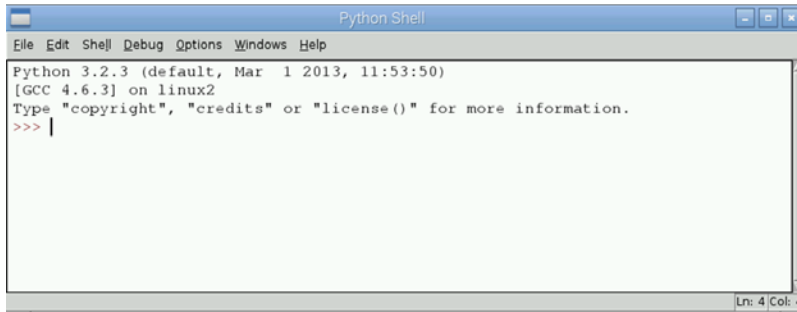 Python Shell
File Edit Shell Debug Options Windows Help
Python 3.2.3 (default, Mar  1 2013, 11:53:50)
[GCC 4.6.3] on linux2
Type "copyright", "credits" or "license()" for more information.
>>>
Ln: 4 Col: